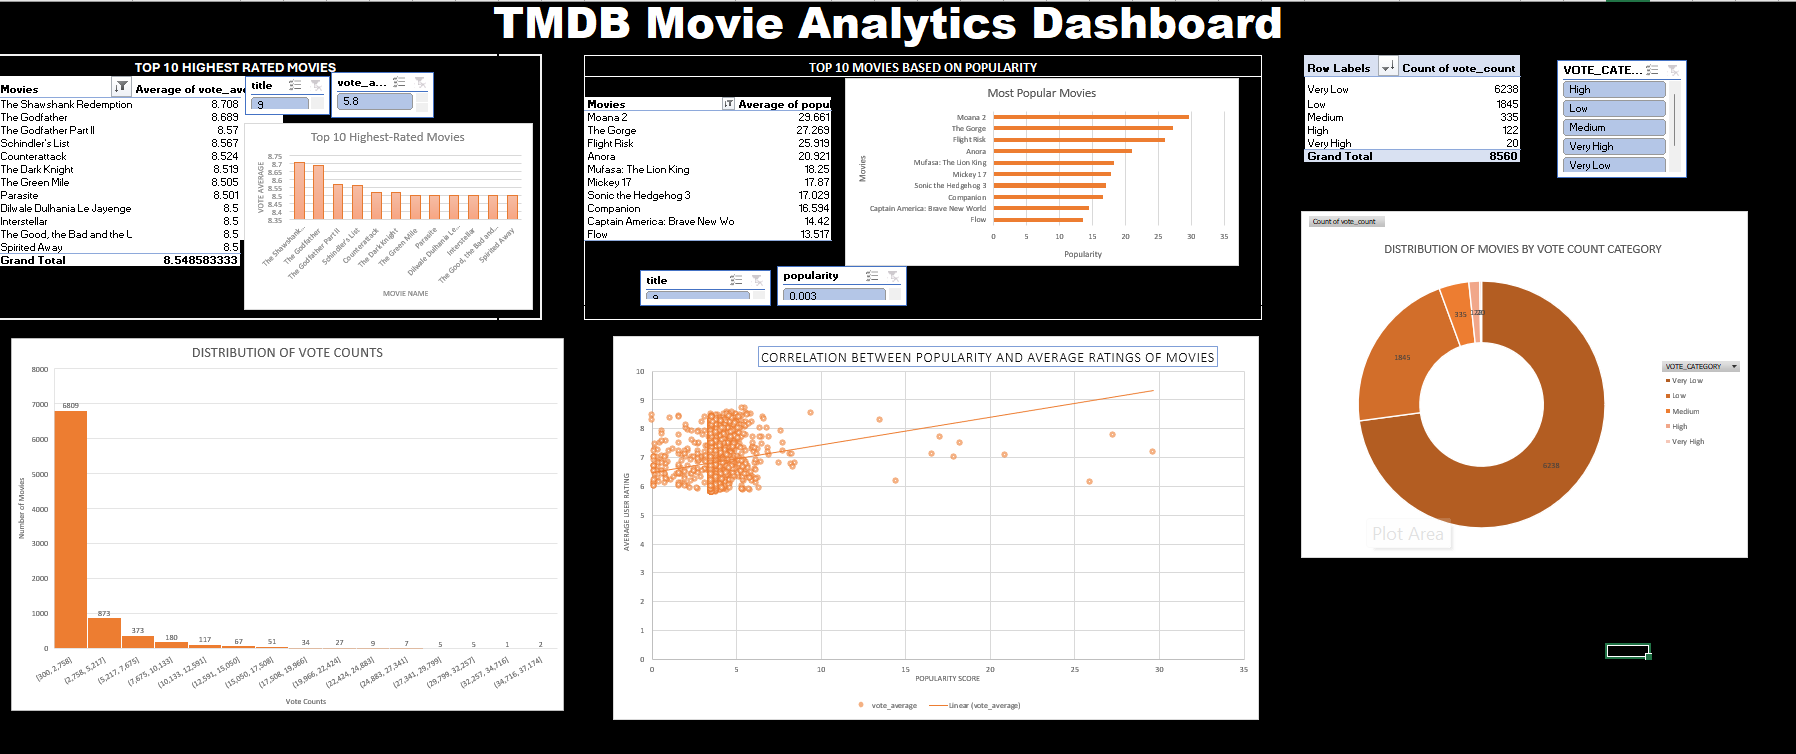 TMDB Movie Analytics Dashboard
TOP 10 HIGHEST RATED MOVIES
Movies Average of vote_ave
The Shawshank Redemption 8.708
The Godfather 8.689
The Godfather Part II 8.57
Schindler's List 8.567
Counterattack 8.524
The Dark Knight 8.519
The Green Mile 8.505
Parasite 8.501
Dilwale Dulhania Le Jayenge 8.5
Interstellar 8.5
The Good, the Bad and the L 8.5
Spirited Away 8.5
Grand Total 8.548583333
title
9
vote_a...
5.8
Top 10 Highest-Rated Movies
VOTE AVERAGE
8.75
8.7
8.65
8.6
8.55
8.5
8.45
8.4
8.35
The Shawshank...
The Godfather
The Godfather Part II
Schindler's List
Counterattack
The Dark Knight
The Green Mile
Parasite
Dilwale Dulhania Le...
Interstellar
The Good, the Bad and...
Spirited Away
MOVIE NAME
TOP 10 MOVIES BASED ON POPULARITY
Movies Average of popul
Moana 2 29.661
The Gorge 27.269
Flight Risk 25.919
Anora 20.921
Mufasa: The Lion King 18.25
Mickey 17 17.87
Sonic the Hedgehog 3 17.029
Companion 16.594
Captain America: Brave New Wo 14.42
Flow 13.517
Most Popular Movies
Movies
Moana 2
The Gorge
Flight Risk
Anora
Mufasa: The Lion King
Mickey 17
Sonic the Hedgehog 3
Companion
Captain America: Brave New World
Flow
0 5 10 15 20 25 30 35
Popularity
title
9
popularity
0.003
Row Labels Count of vote_count
Very Low 6238
Low 1845
Medium 335
High 122
Very High 20
Grand Total 8560
VOTE_CATE...
High
Low
Medium
Very High
Very Low
DISTRIBUTION OF VOTE COUNTS
Number of Movies
8000
7000
6000
5000
4000
3000
2000
1000
0
6809 873 373 180 117 67 51 34 27 9 7 5 5 1 2
[300, 2,758]
(2,758, 5,217]
(5,217, 7,675]
(7,675, 10,133]
(10,133, 12,591]
(12,591, 15,050]
(15,050, 17,508]
(17,508, 19,966]
(19,966, 22,424]
(22,424, 24,883]
(24,883, 27,341]
(27,341, 29,799]
(29,799, 32,257]
(32,257, 34,716]
(34,716, 37,174]
Vote Counts
CORRELATION BETWEEN POPULARITY AND AVERAGE RATINGS OF MOVIES
AVERAGE USER RATING
10
9
8
7
6
5
4
3
2
1
0
0 5 10 15 20 25 30 35
POPULARITY SCORE
vote_average Linear (vote_average)
Count of vote_count
DISTRIBUTION OF MOVIES BY VOTE COUNT CATEGORY
335
1845
6238
VOTE_CATEGORY
Very Low
Low
Medium
High
Very High
Plot Area